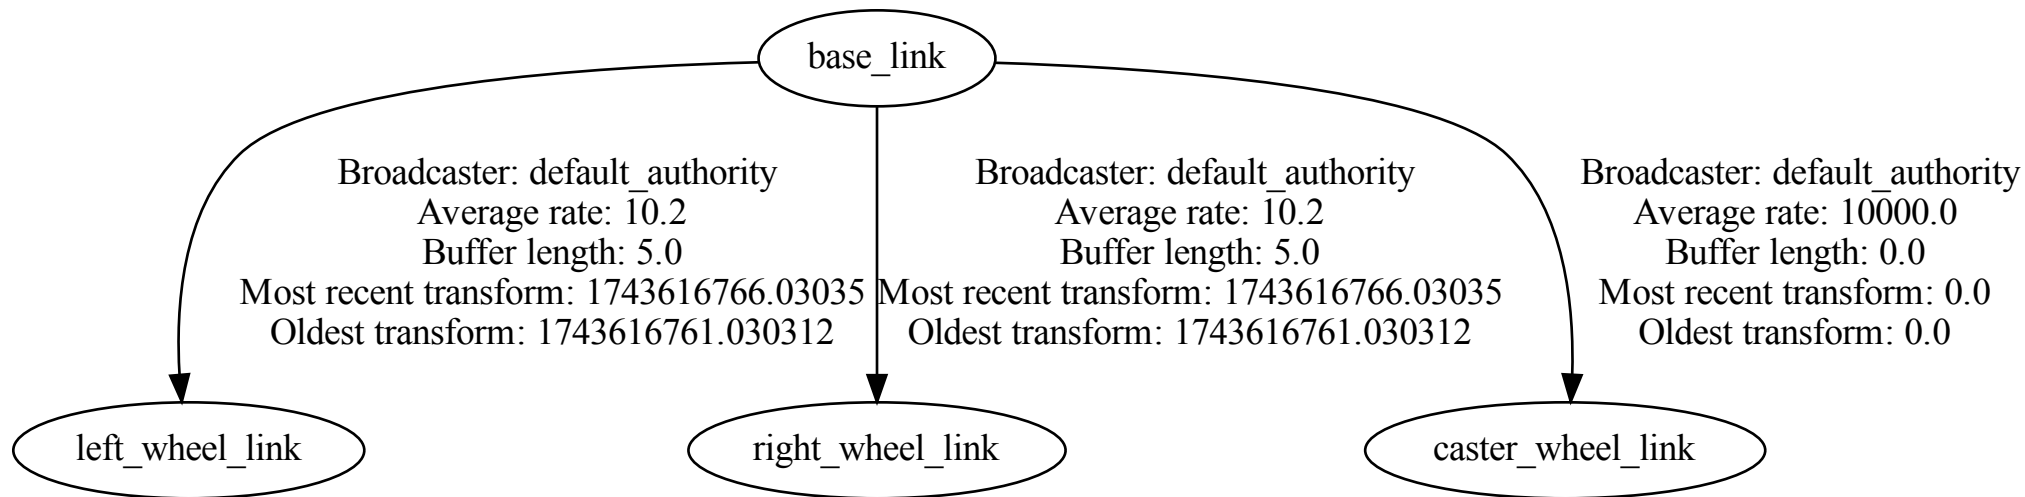 base_link
Broadcaster: default_authority
Average rate: 10.2
Buffer length: 5.0
Most recent transform: 1743616766.03035
Oldest transform: 1743616761.030312
Broadcaster: default_authority
Average rate: 10.2
Buffer length: 5.0
Most recent transform: 1743616766.03035
Oldest transform: 1743616761.030312
Broadcaster: default_authority
Average rate: 10000.0
Buffer length: 0.0
Most recent transform: 0.0
Oldest transform: 0.0
left_wheel_link
right_wheel_link
caster_wheel_link